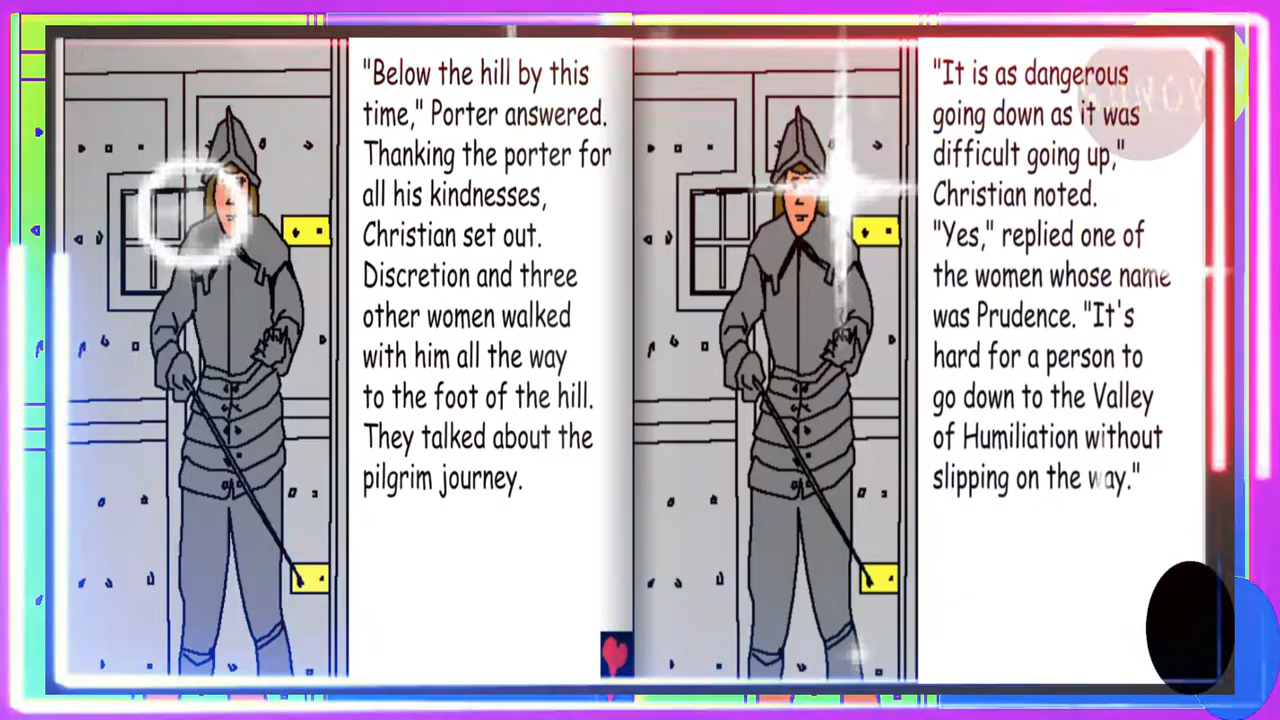 "Below the hill by this
time," Porter answered.
Thanking the porter for
all his kindnesses,
Christian set out.
Discretion and three
other women walked
with him all the way
to the foot of the hill.
They talked about the
pilgrim journey.
"It is as dangerous
going down as it was
difficult going up,"
Christian noted.
"Yes," replied one of
the women whose name
was Prudence. "It's
hard for a person to
go down to the Valley
of Humiliation without
slipping on the way."